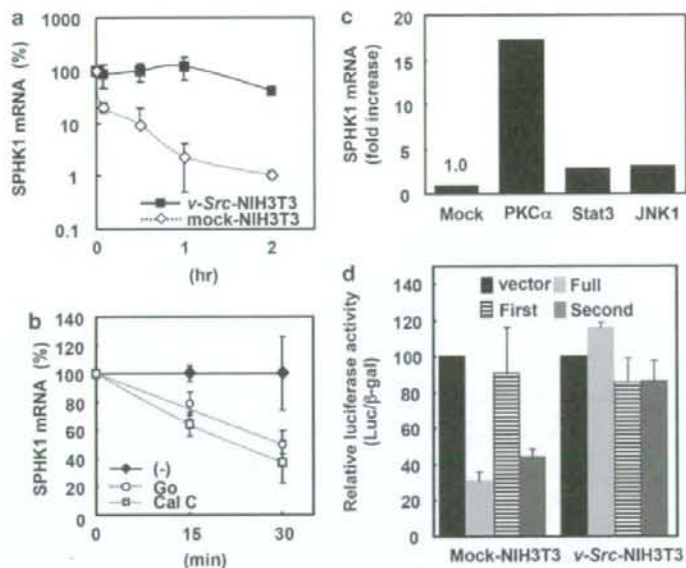 a
SPHK1 mRNA (%)
1000
100
10
1
0.1
0
1
2
(hr)
v-Src-NIH3T3
mock-NIH3T3
b
SPHK1 mRNA (%)
140
120
100
80
60
40
20
0
(-)
Go
Cal C
0
15
30
(min)
c
SPHK1 mRNA
(fold increase)
20
15
10
5
0
1.0
Mock
PKCα
Stat3
JNK1
d
Relative luciferase activity
(Luc/β-gal)
140
120
100
80
60
40
20
0
vector
Full
First
Second
Mock-NIH3T3
v-Src-NIH3T3